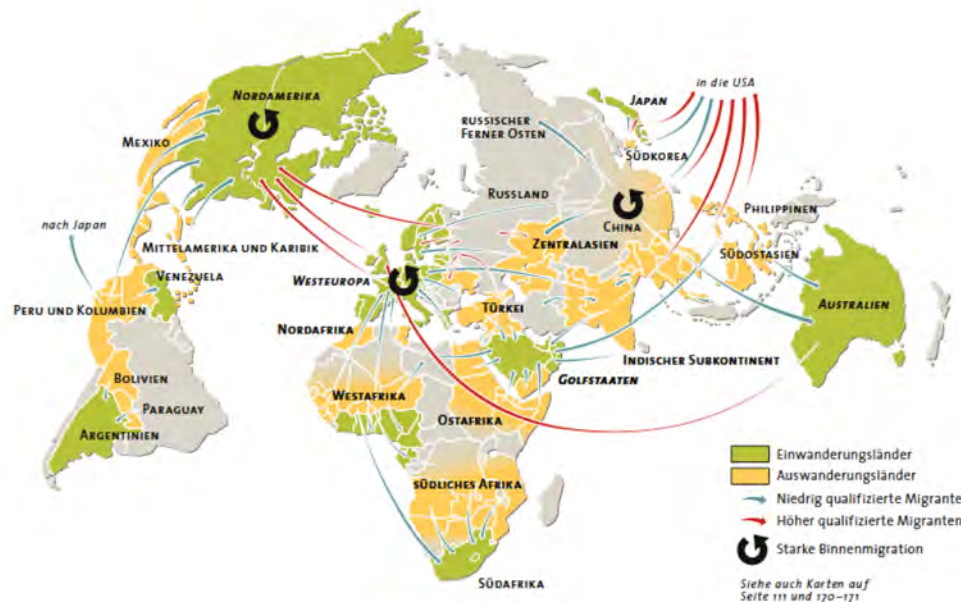 NORDAMERIKA
MEXIKO
in die USA
JAPAN
RUSSISCHER
FERNER OSTEN
SÜDKOREA
RUSSLAND
PHILIPPINEN
CHINA
nach Japan
MITTELAMERIKA UND KARIBIK
ZENTRALASIEN
SÜDOSTASIEN
VENEZUELA
WESTEUROPA
AUSTRALIEN
PERU UND KOLUMBIEN
TÜRKEI
NORDAFRIKA
INDISCHER SUBKONTINENT
GOLFSTAATEN
BOLIVIEN
WESTAFRIKA
PARAGUAY
OSTAFRIKA
ARGENTINIEN
SÜDLICHES AFRIKA
SÜDAFRIKA
Einwanderungsländer
Auswanderungsländer
Niedrig qualifizierte Migranten
Höher qualifizierte Migranten
Starke Binnenmigration
Siehe auch Karten auf
Seite 111 und 170–171